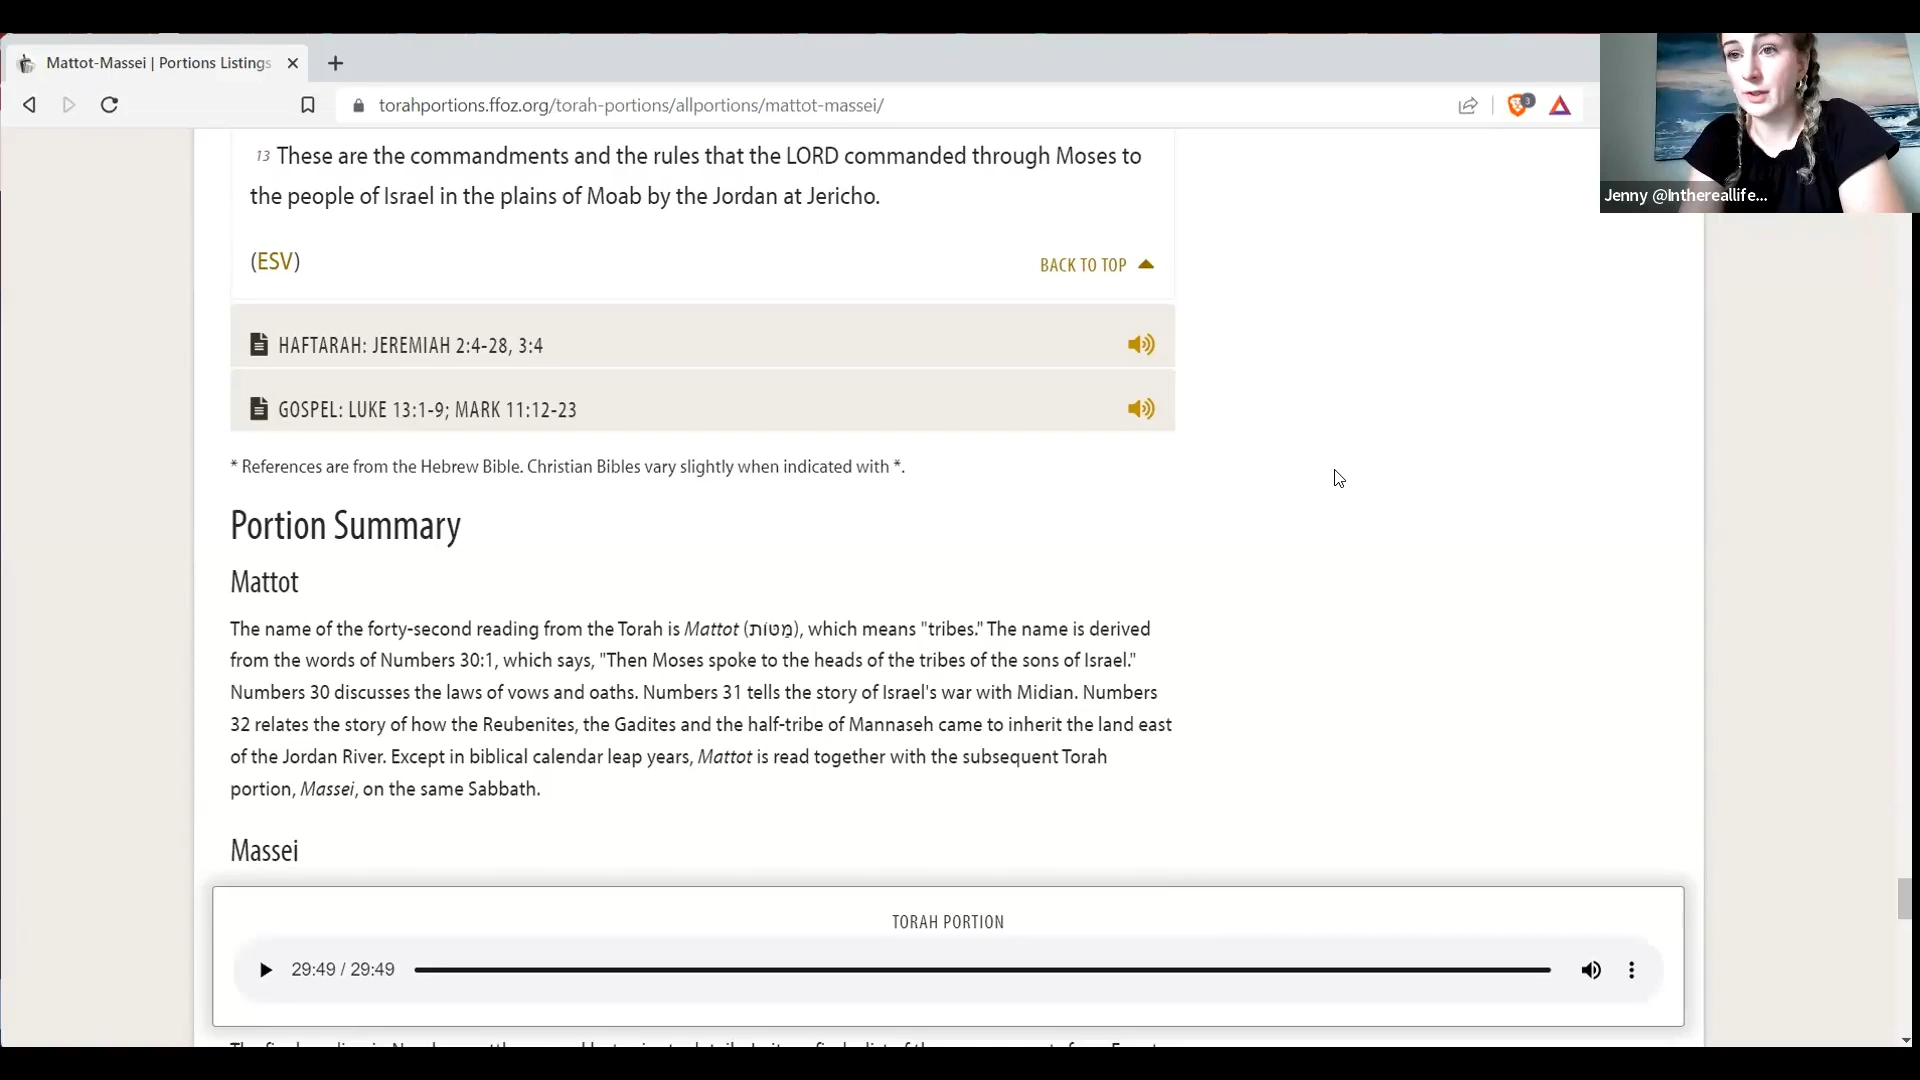 Mattot-Massei | Portions Listings
torahportions.ffoz.org/torah-portions/allportions/mattot-massei/
3
Jenny @Inthereallife...
13 These are the commandments and the rules that the LORD commanded through Moses to
the people of Israel in the plains of Moab by the Jordan at Jericho.
(ESV)
BACK TO TOP
HAFTARAH: JEREMIAH 2:4-28, 3:4
GOSPEL: LUKE 13:1-9; MARK 11:12-23
* References are from the Hebrew Bible. Christian Bibles vary slightly when indicated with *.
Portion Summary
Mattot
The name of the forty-second reading from the Torah is Mattot (מַטּוֹת), which means "tribes." The name is derived
from the words of Numbers 30:1, which says, "Then Moses spoke to the heads of the tribes of the sons of Israel."
Numbers 30 discusses the laws of vows and oaths. Numbers 31 tells the story of Israel's war with Midian. Numbers
32 relates the story of how the Reubenites, the Gadites and the half-tribe of Mannaseh came to inherit the land east
of the Jordan River. Except in biblical calendar leap years, Mattot is read together with the subsequent Torah
portion, Massei, on the same Sabbath.
Massei
TORAH PORTION
29:49 / 29:49